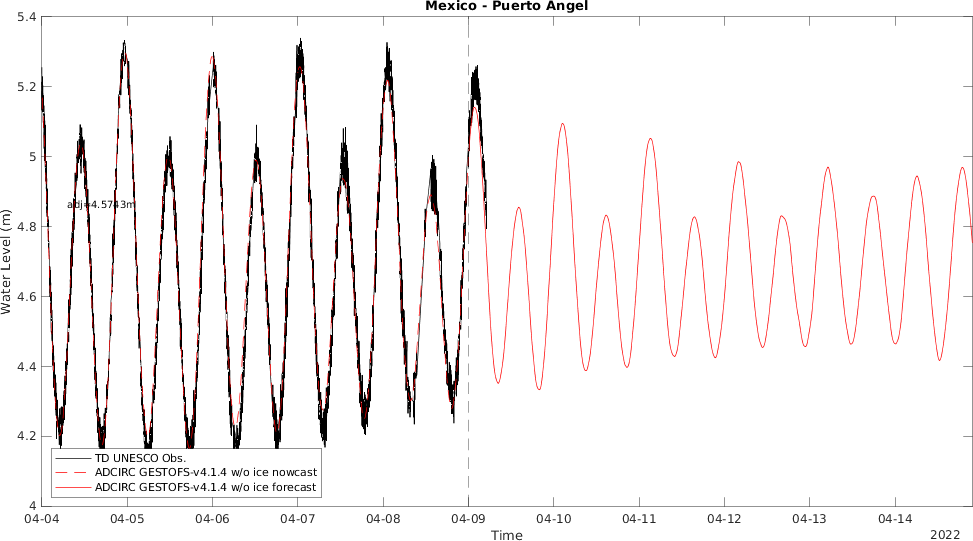 Mexico - Puerto Angel
5.4
5.2
5
4.8
4.6
4.4
4.2
4
Water Level (m)
adj=4.5743m
TD UNESCO Obs.
ADCIRC GESTOFS-v4.1.4 w/o ice nowcast
ADCIRC GESTOFS-v4.1.4 w/o ice forecast
04-04 04-05 04-06 04-07 04-08 04-09 04-10 04-11 04-12 04-13 04-14
Time
2022